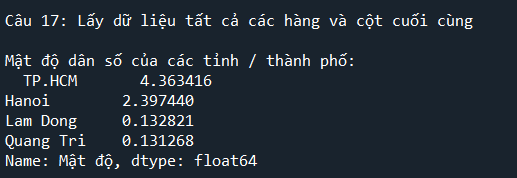 Câu 17: Lấy dữ liệu tất cả các hàng và cột cuối cùng
Mật độ dân số của các tỉnh / thành phố:
TP.HCM 4.363416
Hanoi 2.397440
Lam Dong 0.132821
Quang Tri 0.131268
Name: Mật độ, dtype: float64